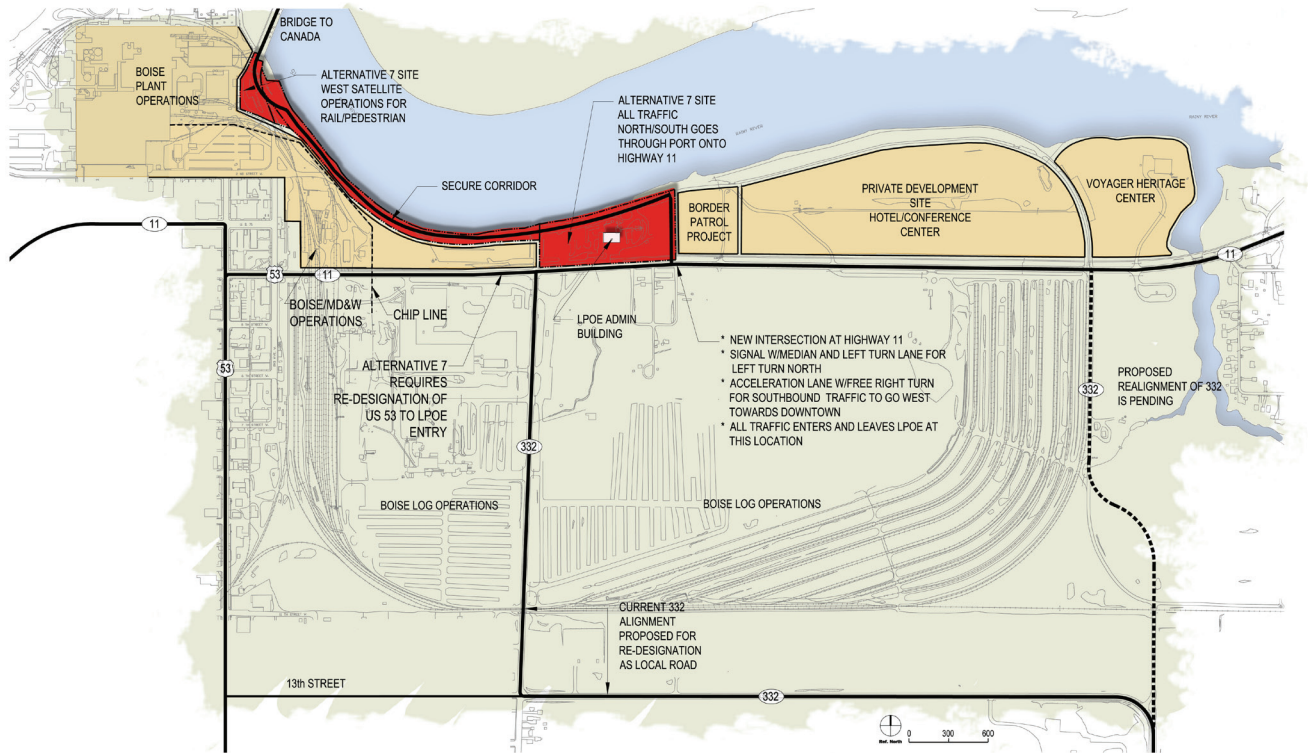 BRIDGE TO
CANADA
BOISE
PLANT
OPERATIONS
ALTERNATIVE 7 SITE
WEST SATELLITE
OPERATIONS FOR
RAIL/PEDESTRIAN
ALTERNATIVE 7 SITE
ALL TRAFFIC
NORTH/SOUTH GOES
THROUGH PORT ONTO
HIGHWAY 11
RAINY RIVER
RAINY RIVER
SECURE CORRIDOR
BORDER
PATROL
PROJECT
PRIVATE DEVELOPMENT
SITE
HOTEL/CONFERENCE
CENTER
VOYAGER HERITAGE
CENTER
11
53
11
11
BOISE/MD&W
OPERATIONS
CHIP LINE
LPOE ADMIN
BUILDING
ALTERNATIVE 7
REQUIRES
RE-DESIGNATION OF
US 53 TO LPOE
ENTRY
* NEW INTERSECTION AT HIGHWAY 11
* SIGNAL W/MEDIAN AND LEFT TURN LANE FOR
LEFT TURN NORTH
* ACCELERATION LANE W/FREE RIGHT TURN
FOR SOUTHBOUND TRAFFIC TO GO WEST
TOWARDS DOWNTOWN
* ALL TRAFFIC ENTERS AND LEAVES LPOE AT
THIS LOCATION
53
332
332
PROPOSED
REALIGNMENT OF 332
IS PENDING
BOISE LOG OPERATIONS
BOISE LOG OPERATIONS
CURRENT 332
ALIGNMENT
PROPOSED FOR
RE-DESIGNATION
AS LOCAL ROAD
13th STREET
332
Ref. North
0 300 600